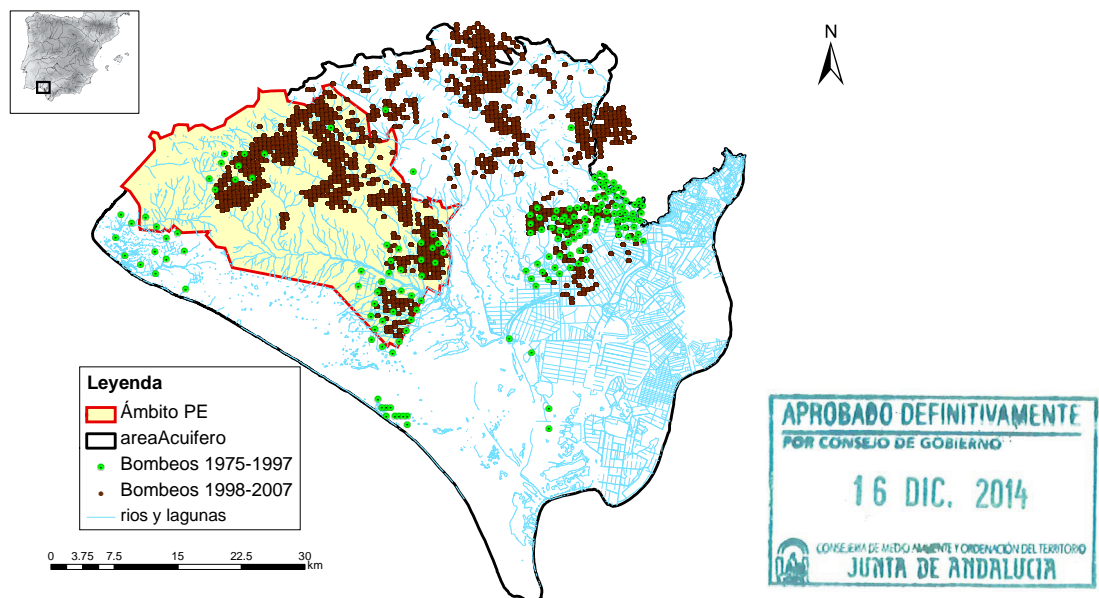 N
Leyenda
Ámbito PE
areaAcuifero
Bombeos 1975-1997
Bombeos 1998-2007
rios y lagunas
0 3.75 7.5 15 22.5 30
km
APROBADO DEFINITIVAMENTE
POR CONSEJO DE GOBIERNO
16 DIC. 2014
CONSEJERIA DE MEDIO AMBIENTE Y ORDENACIÓN DEL TERRITORIO
JUNTA DE ANDALUCIA